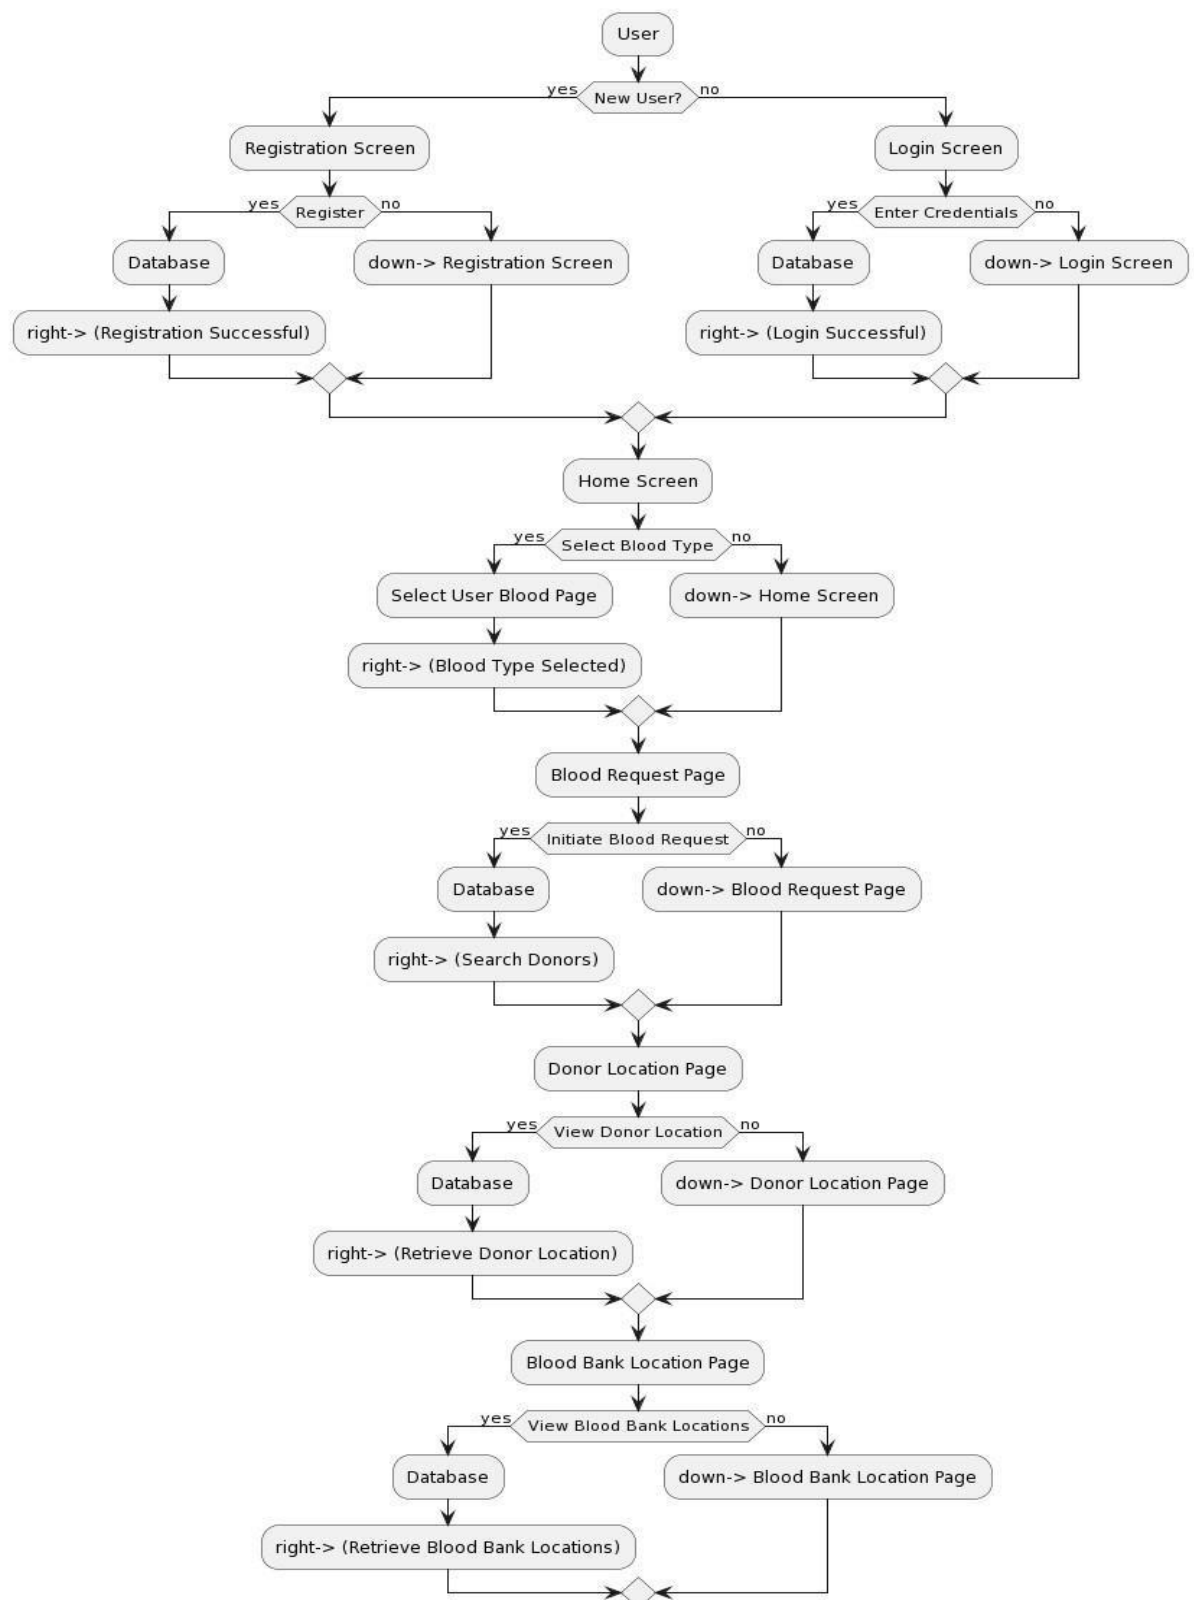 User
yes
New User?
no
Registration Screen
Login Screen
yes
Register
no
yes
Enter Credentials
no
Database
down-> Registration Screen
Database
down-> Login Screen
right-> (Registration Successful)
right-> (Login Successful)
Home Screen
yes
Select Blood Type
no
Select User Blood Page
down-> Home Screen
right-> (Blood Type Selected)
Blood Request Page
yes
Initiate Blood Request
no
Database
down-> Blood Request Page
right-> (Search Donors)
Donor Location Page
yes
View Donor Location
no
Database
down-> Donor Location Page
right-> (Retrieve Donor Location)
Blood Bank Location Page
yes
View Blood Bank Locations
no
Database
down-> Blood Bank Location Page
right-> (Retrieve Blood Bank Locations)